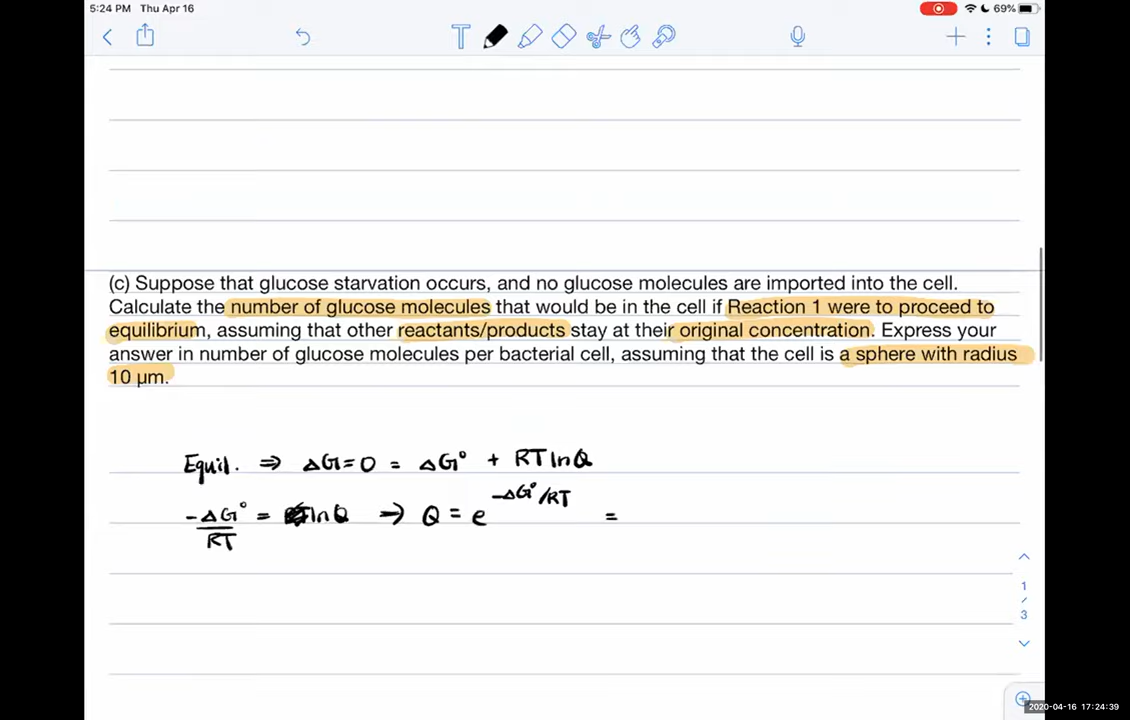 5:24 PM Thu Apr 16
69%
(c) Suppose that glucose starvation occurs, and no glucose molecules are imported into the cell.
Calculate the number of glucose molecules that would be in the cell if Reaction 1 were to proceed to
equilibrium, assuming that other reactants/products stay at their original concentration. Express your
answer in number of glucose molecules per bacterial cell, assuming that the cell is a sphere with radius
10 µm.
Equil. ⇒ ΔG=0 = ΔG° + RT lnQ
-ΔG°/RT = lnQ → Q = e^(-ΔG°/RT) =
1
/
3
2020-04-16 17:24:39